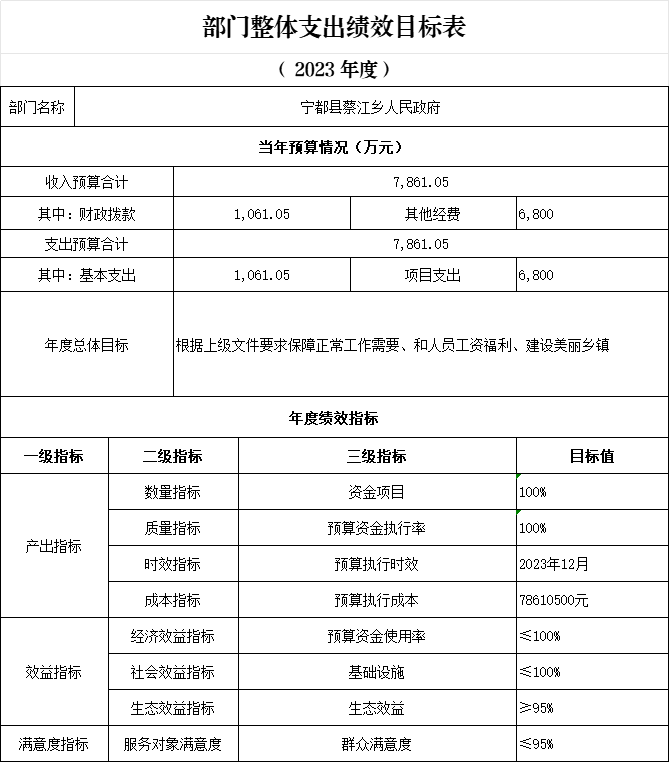 部门整体支出绩效目标表
（ 2023 年度 ）
部门名称 宁都县蔡江乡人民政府
当年预算情况（万元）
收入预算合计 7,861.05
其中：财政拨款 1,061.05 其他经费 6,800
支出预算合计 7,861.05
其中：基本支出 1,061.05 项目支出 6,800
年度总体目标 根据上级文件要求保障正常工作需要、和人员工资福利、建设美丽乡镇
年度绩效指标
一级指标 二级指标 三级指标 目标值
产出指标 数量指标 资金项目 100%
质量指标 预算资金执行率 100%
时效指标 预算执行时效 2023年12月
成本指标 预算执行成本 78610500元
效益指标 经济效益指标 预算资金使用率 ≤100%
社会效益指标 基础设施 ≤100%
生态效益指标 生态效益 ≥95%
满意度指标 服务对象满意度 群众满意度 ≤95%